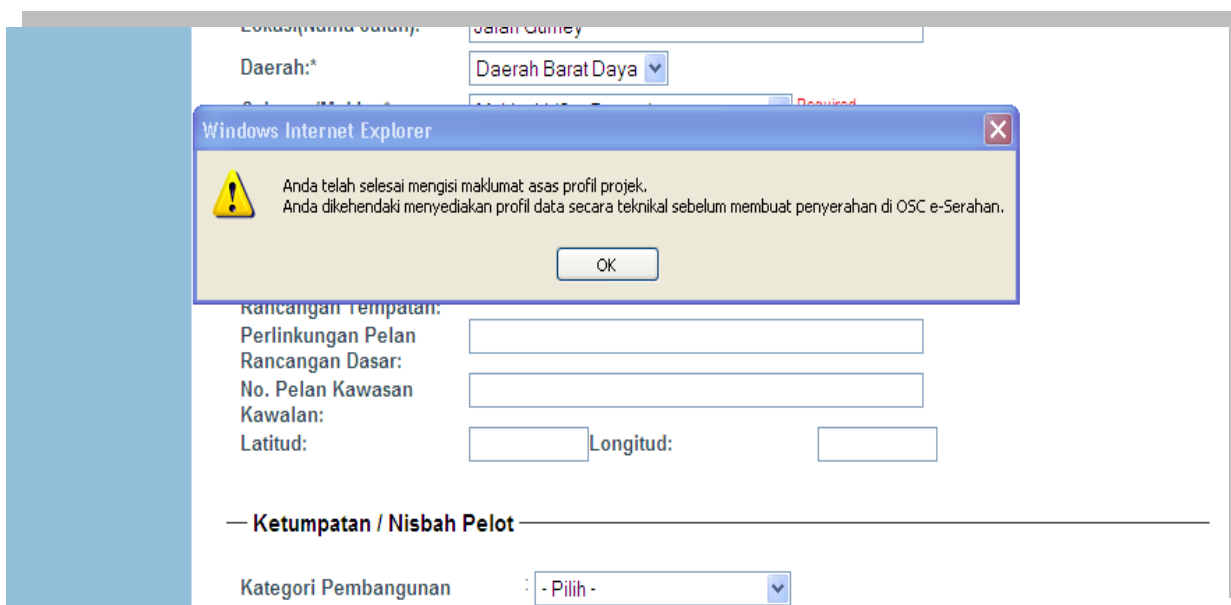 Daerah:*
Daerah Barat Daya
Required
Windows Internet Explorer
Anda telah selesai mengisi maklumat asas profil projek.
Anda dikehendaki menyediakan profil data secara teknikal sebelum membuat penyerahan di OSC e-Serahan.
OK
Rancangan Tempatan:
Perlinkungan Pelan
Rancangan Dasar:
No. Pelan Kawasan
Kawalan:
Latitud: Longitud:
Ketumpatan / Nisbah Pelot
Kategori Pembangunan : - Pilih -